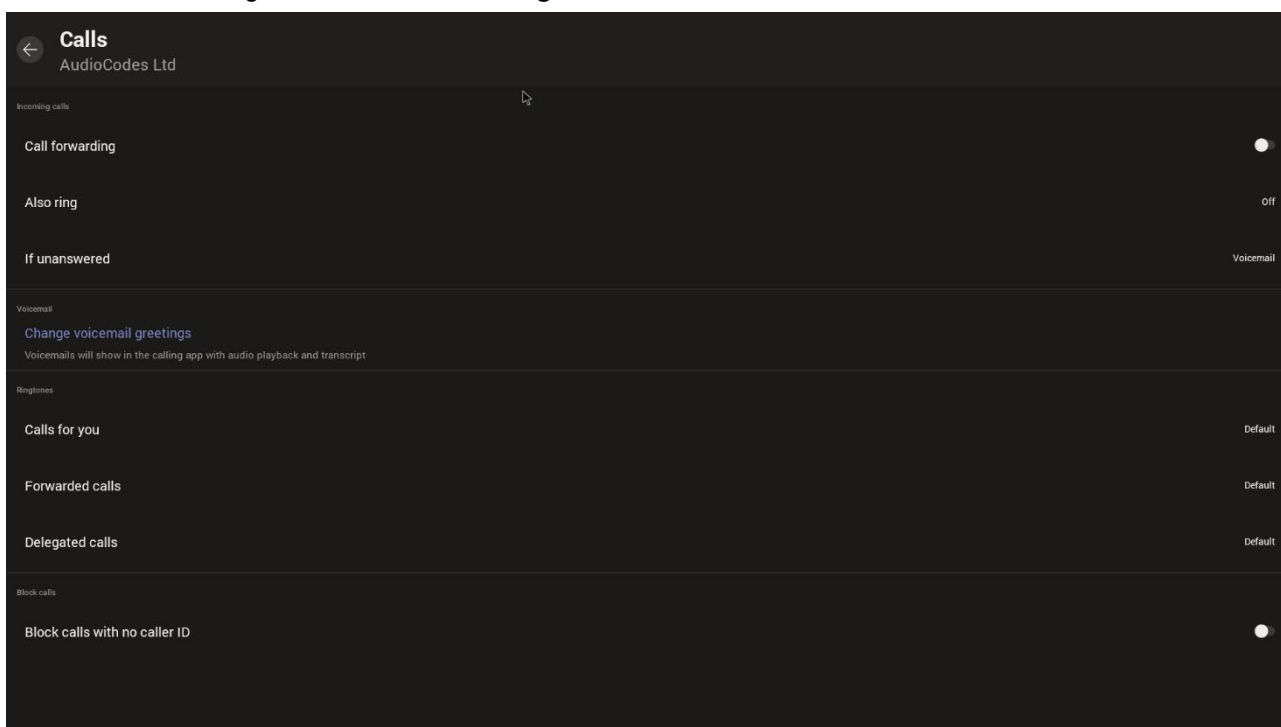 Calls
AudioCodes Ltd
Incoming calls
Call forwarding
Also ring
Off
If unanswered
Voicemail
Voicemail
Change voicemail greetings
Voicemails will show in the calling app with audio playback and transcript
Ringtones
Calls for you
Default
Forwarded calls
Default
Delegated calls
Default
Block calls
Block calls with no caller ID